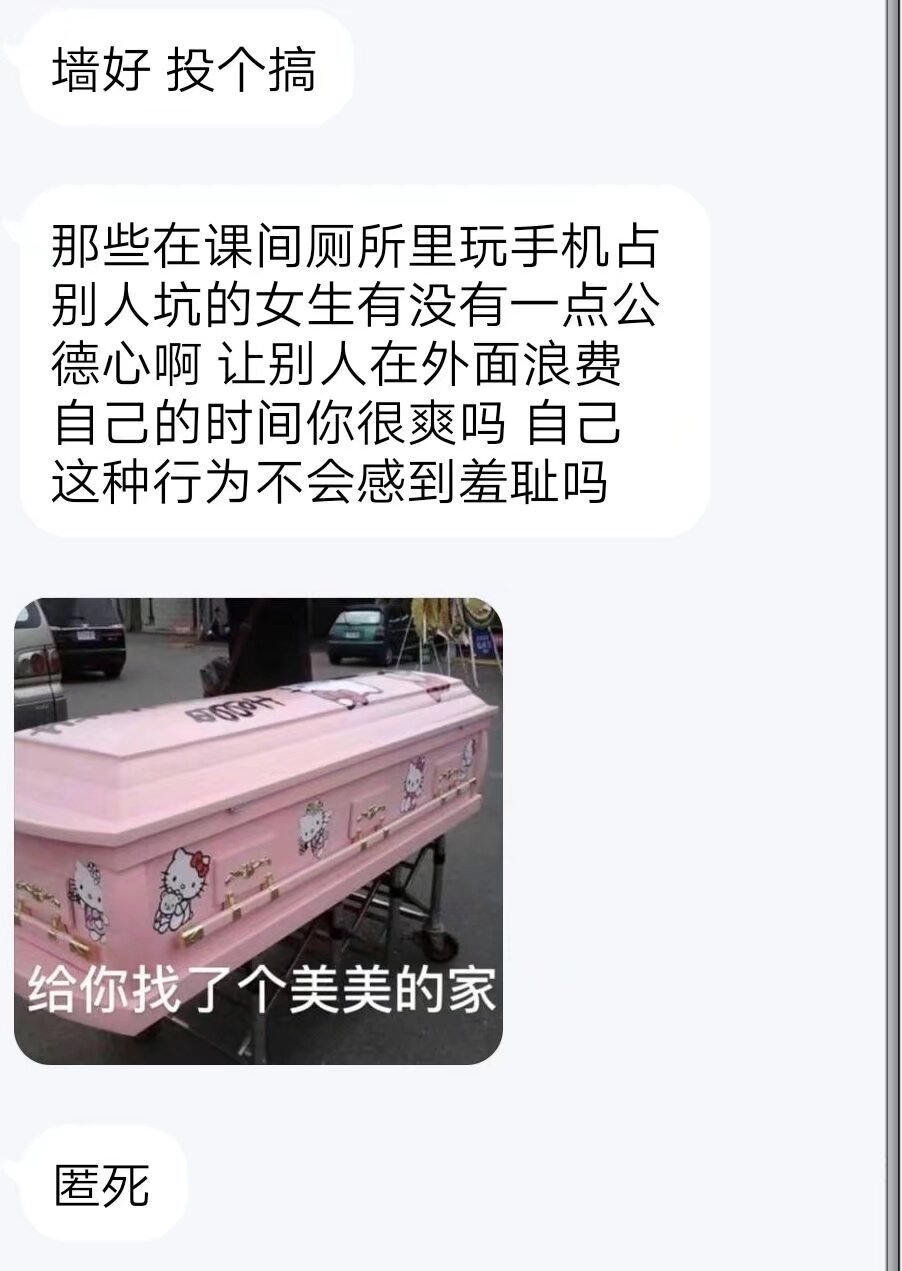 墙好 投个搞
那些在课间厕所里玩手机占
别人坑的女生有没有一点公
德心啊 让别人在外面浪费
自己的时间你很爽吗 自己
这种行为不会感到羞耻吗
给你找了个美美的家
匿死